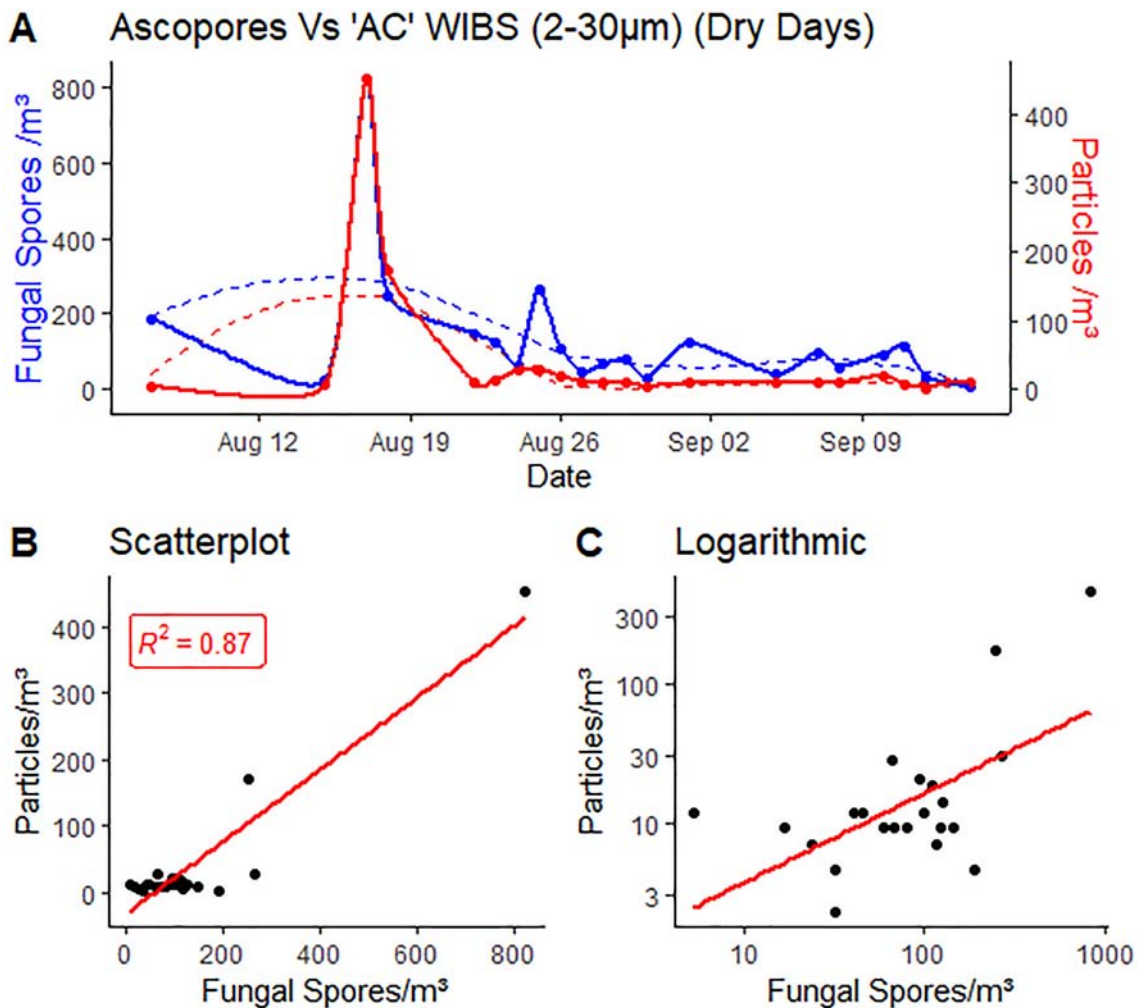 A Ascopores Vs 'AC' WIBS (2-30µm) (Dry Days)
Fungal Spores /m³
800
600
400
200
0
400
300
200
100
0
Particles /m³
Aug 12 Aug 19 Aug 26 Sep 02 Sep 09
Date
B Scatterplot
R² = 0.87
Particles/m³
400
300
200
100
0
0 200 400 600 800
Fungal Spores/m³
C Logarithmic
Particles/m³
300
100
30
10
3
10 100 1000
Fungal Spores/m³